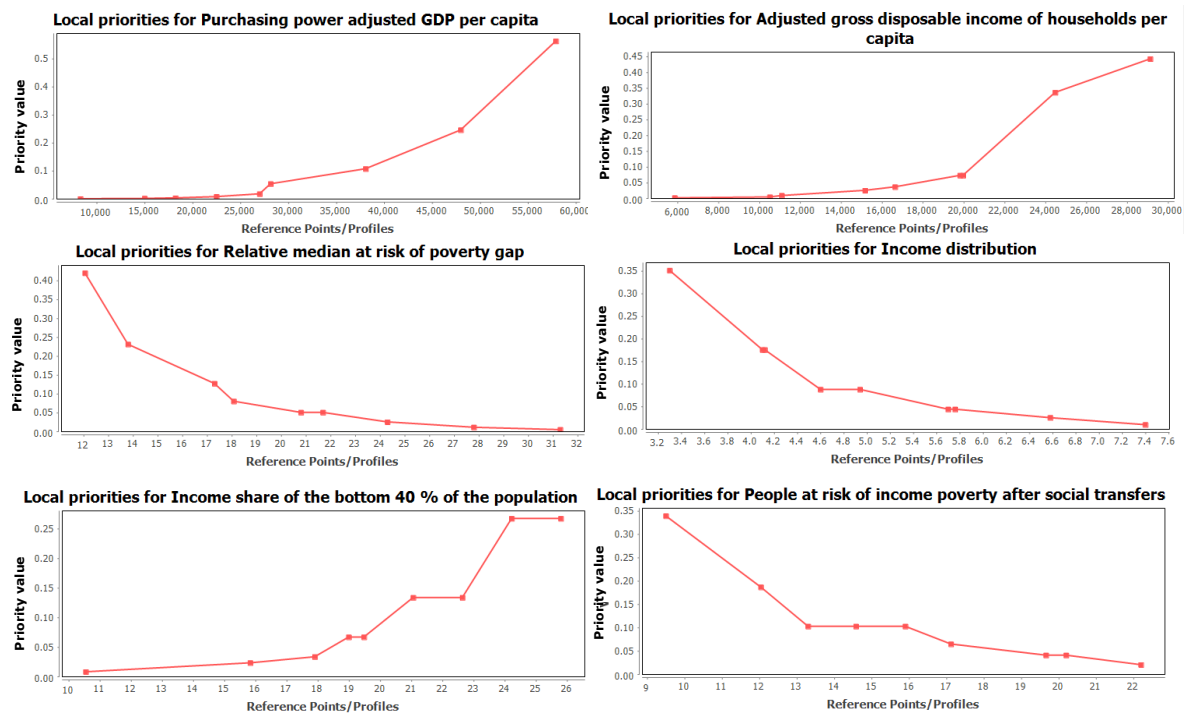 Local priorities for Purchasing power adjusted GDP per capita
Priority value
0.5
0.4
0.3
0.2
0.1
0.0
10,000 15,000 20,000 25,000 30,000 35,000 40,000 45,000 50,000 55,000 60,000
Reference Points/Profiles
Local priorities for Adjusted gross disposable income of households per
capita
Priority value
0.45
0.40
0.35
0.30
0.25
0.20
0.15
0.10
0.05
0.00
6,000 8,000 10,000 12,000 14,000 16,000 18,000 20,000 22,000 24,000 26,000 28,000 30,000
Reference Points/Profiles
Local priorities for Relative median at risk of poverty gap
Priority value
0.40
0.35
0.30
0.25
0.20
0.15
0.10
0.05
0.00
12 13 14 15 16 17 18 19 20 21 22 23 24 25 26 27 28 29 30 31 32
Reference Points/Profiles
Local priorities for Income distribution
Priority value
0.35
0.30
0.25
0.20
0.15
0.10
0.05
0.00
3.2 3.4 3.6 3.8 4.0 4.2 4.4 4.6 4.8 5.0 5.2 5.4 5.6 5.8 6.0 6.2 6.4 6.6 6.8 7.0 7.2 7.4 7.6
Reference Points/Profiles
Local priorities for Income share of the bottom 40 % of the population
Priority value
0.25
0.20
0.15
0.10
0.05
0.00
10 11 12 13 14 15 16 17 18 19 20 21 22 23 24 25 26
Reference Points/Profiles
Local priorities for People at risk of income poverty after social transfers
Priority value
0.35
0.30
0.25
0.20
0.15
0.10
0.05
0.00
9 10 11 12 13 14 15 16 17 18 19 20 21 22
Reference Points/Profiles